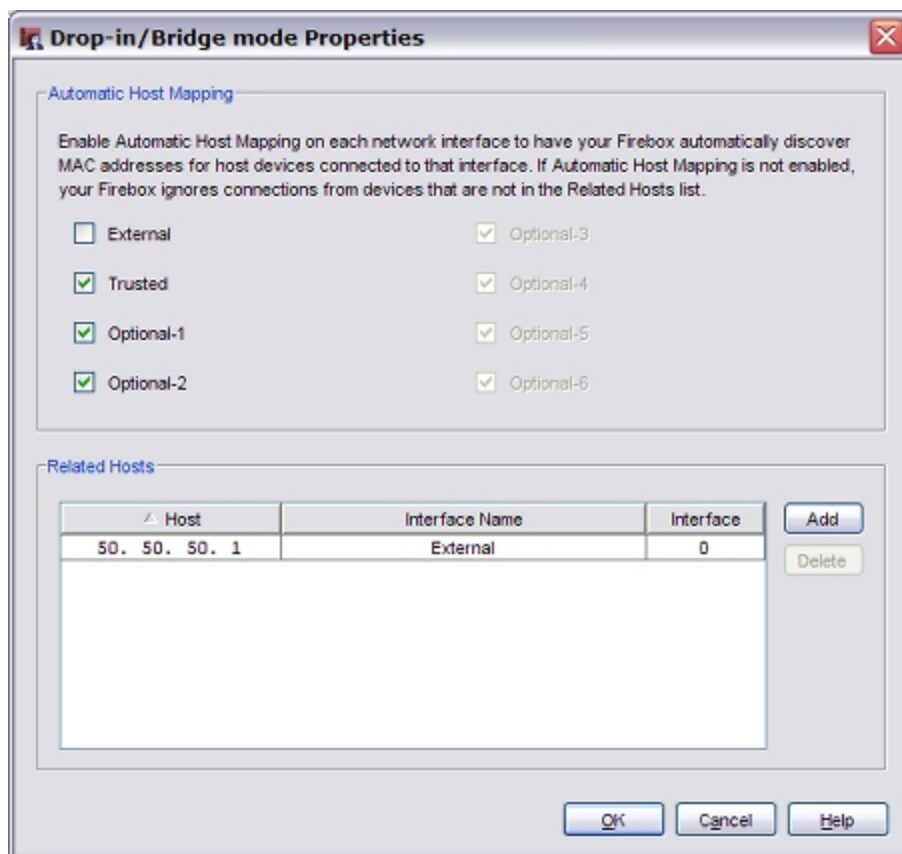 Drop-in/Bridge mode Properties
Automatic Host Mapping
Enable Automatic Host Mapping on each network interface to have your Firebox automatically discover
MAC addresses for host devices connected to that interface. If Automatic Host Mapping is not enabled,
your Firebox ignores connections from devices that are not in the Related Hosts list.
External
Optional-3
Trusted
Optional-4
Optional-1
Optional-5
Optional-2
Optional-6
Related Hosts
Host Interface Name Interface
50. 50. 50. 1 External 0
Add
Delete
OK Cancel Help